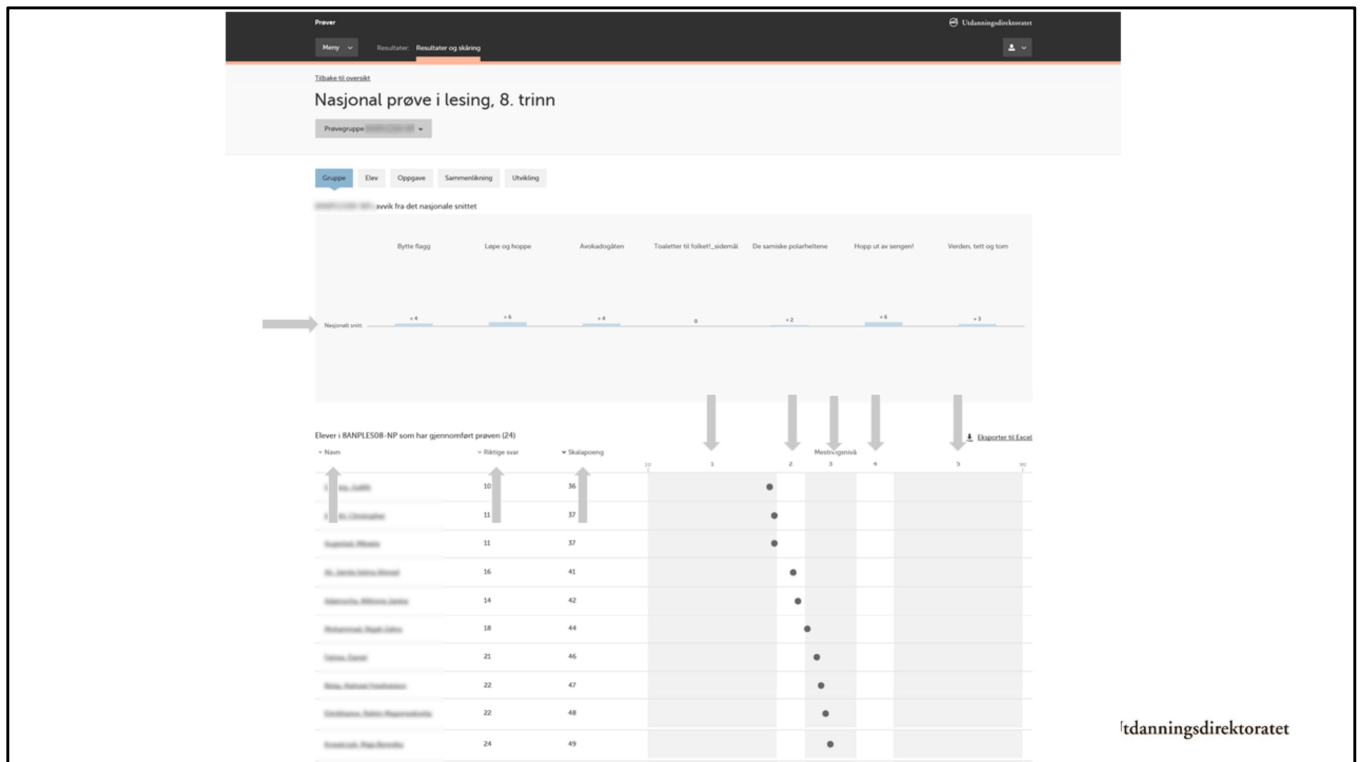 Prøver
Utdanningsdirektoratet
Meny
Resultater: Resultater og skåring
Tilbake til oversikt
Nasjonal prøve i lesing, 8. trinn
Prøvegruppe
Gruppe Elev Oppgave Sammenlikning Utvikling
avvik fra det nasjonale snittet
Bytte flagg Løpe og hoppe Avokadogåten Toaletter til folket!_sidemål De samiske polarheltene Hopp ut av sengen! Verden, tett og tom
Nasjonalt snitt +4 +6 +4 0 +2 +6 +3
Elever i 8ANPLES08-NP som har gjennomført prøven (24)
Eksporter til Excel
Navn Riktige svar Skalapoeng Mestringsnivå
10 1 2 3 4 5 90
10 36
11 37
11 37
16 41
14 42
18 44
21 46
22 47
22 48
24 49
tdanningsdirektoratet